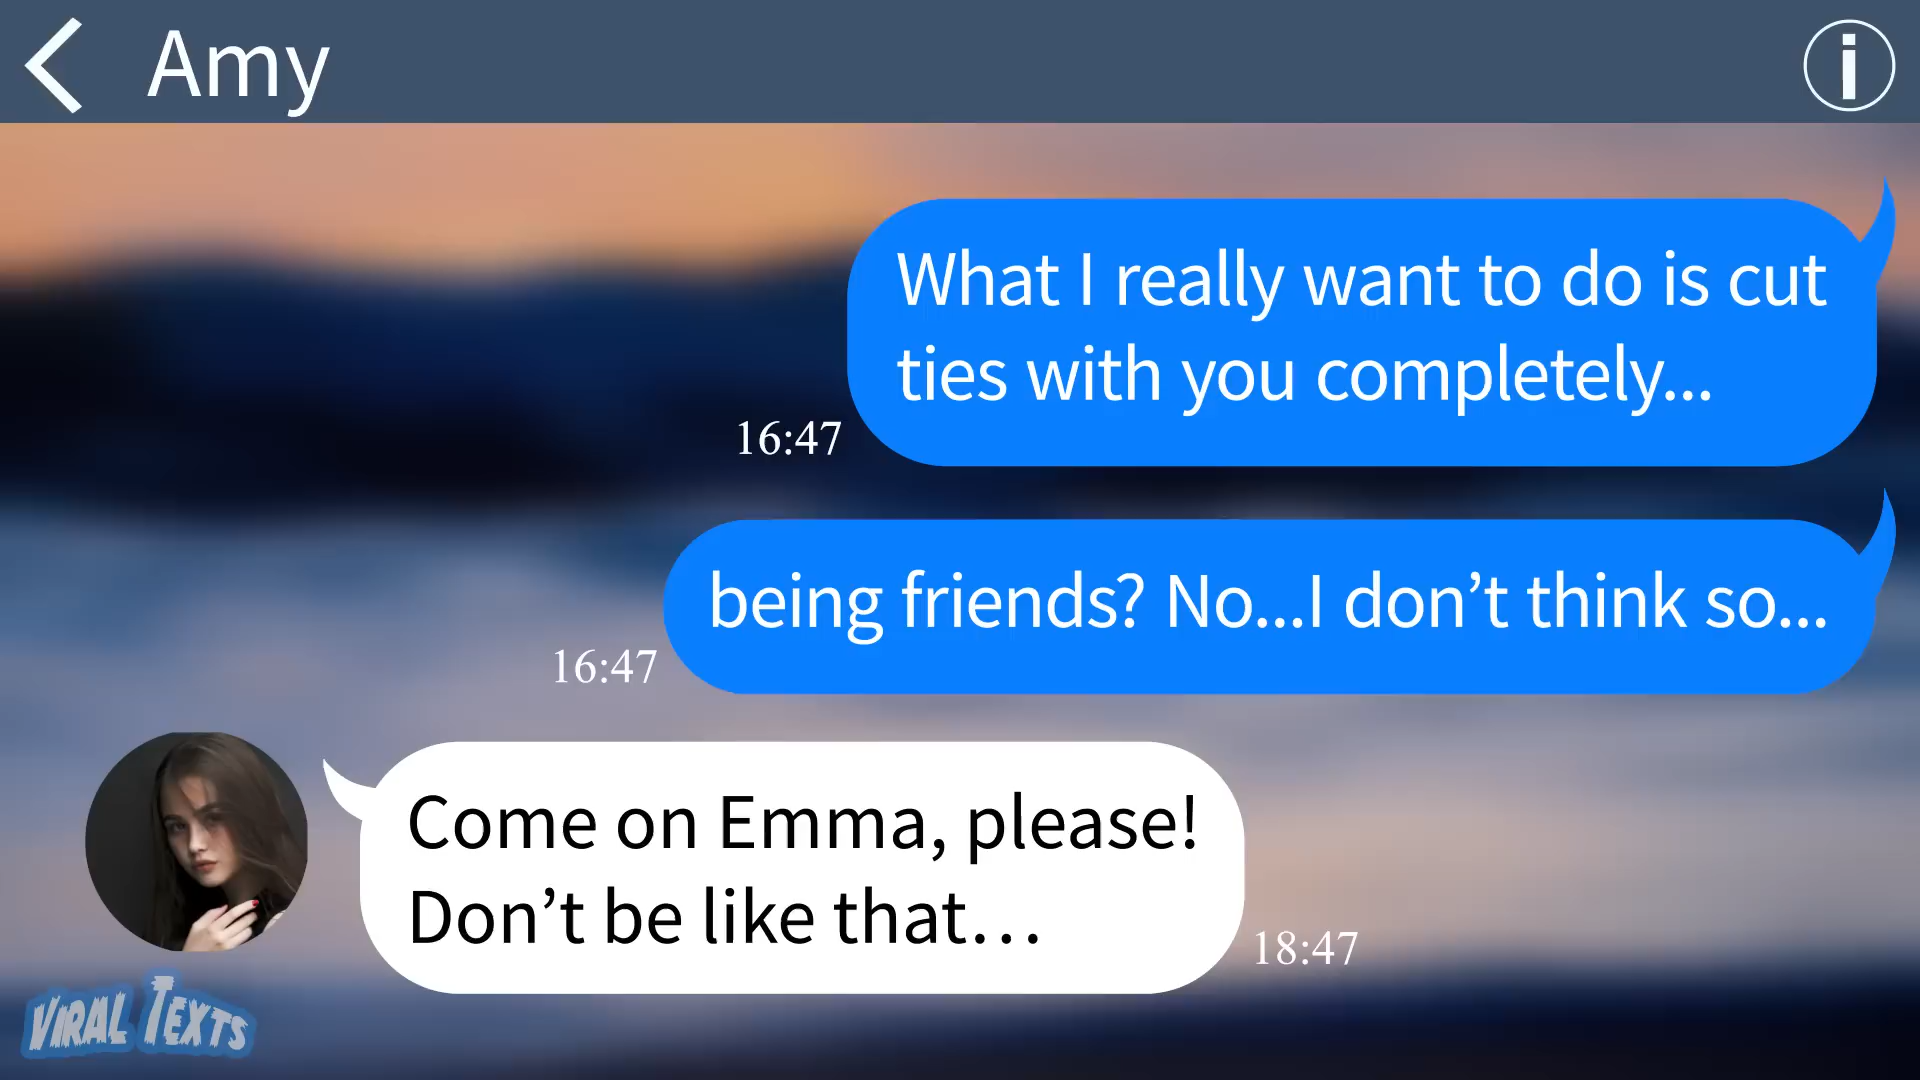 Amy
What I really want to do is cut
ties with you completely...
16:47
being friends? No...I don’t think so...
16:47
Come on Emma, please!
Don’t be like that…
18:47
VIRAL TEXTS